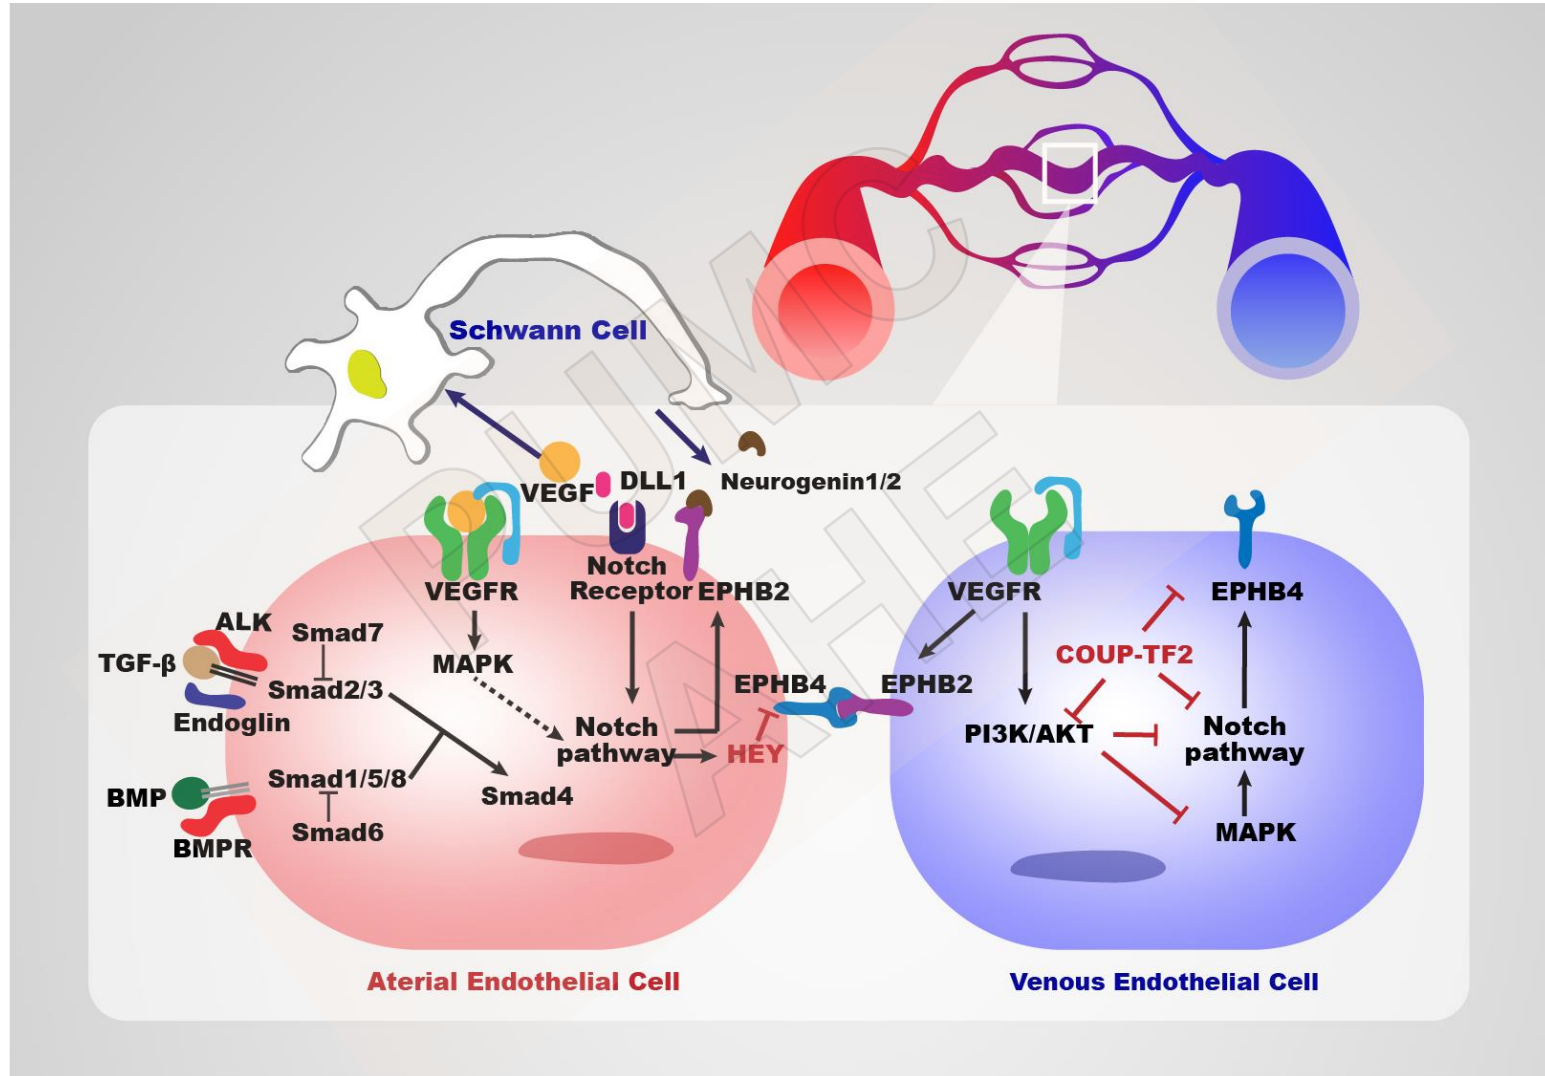 Schwann Cell
VEGF
DLL1
Neurogenin1/2
VEGFR
Notch
Receptor
EPHB2
ALK
Smad7
TGF-β
Smad2/3
Endoglin
MAPK
Notch
pathway
HEY
EPHB4
EPHB2
BMP
Smad1/5/8
Smad4
BMPR
Smad6
VEGFR
EPHB4
COUP-TF2
PI3K/AKT
Notch
pathway
MAPK
Aterial Endothelial Cell
Venous Endothelial Cell
PUMC
AHE